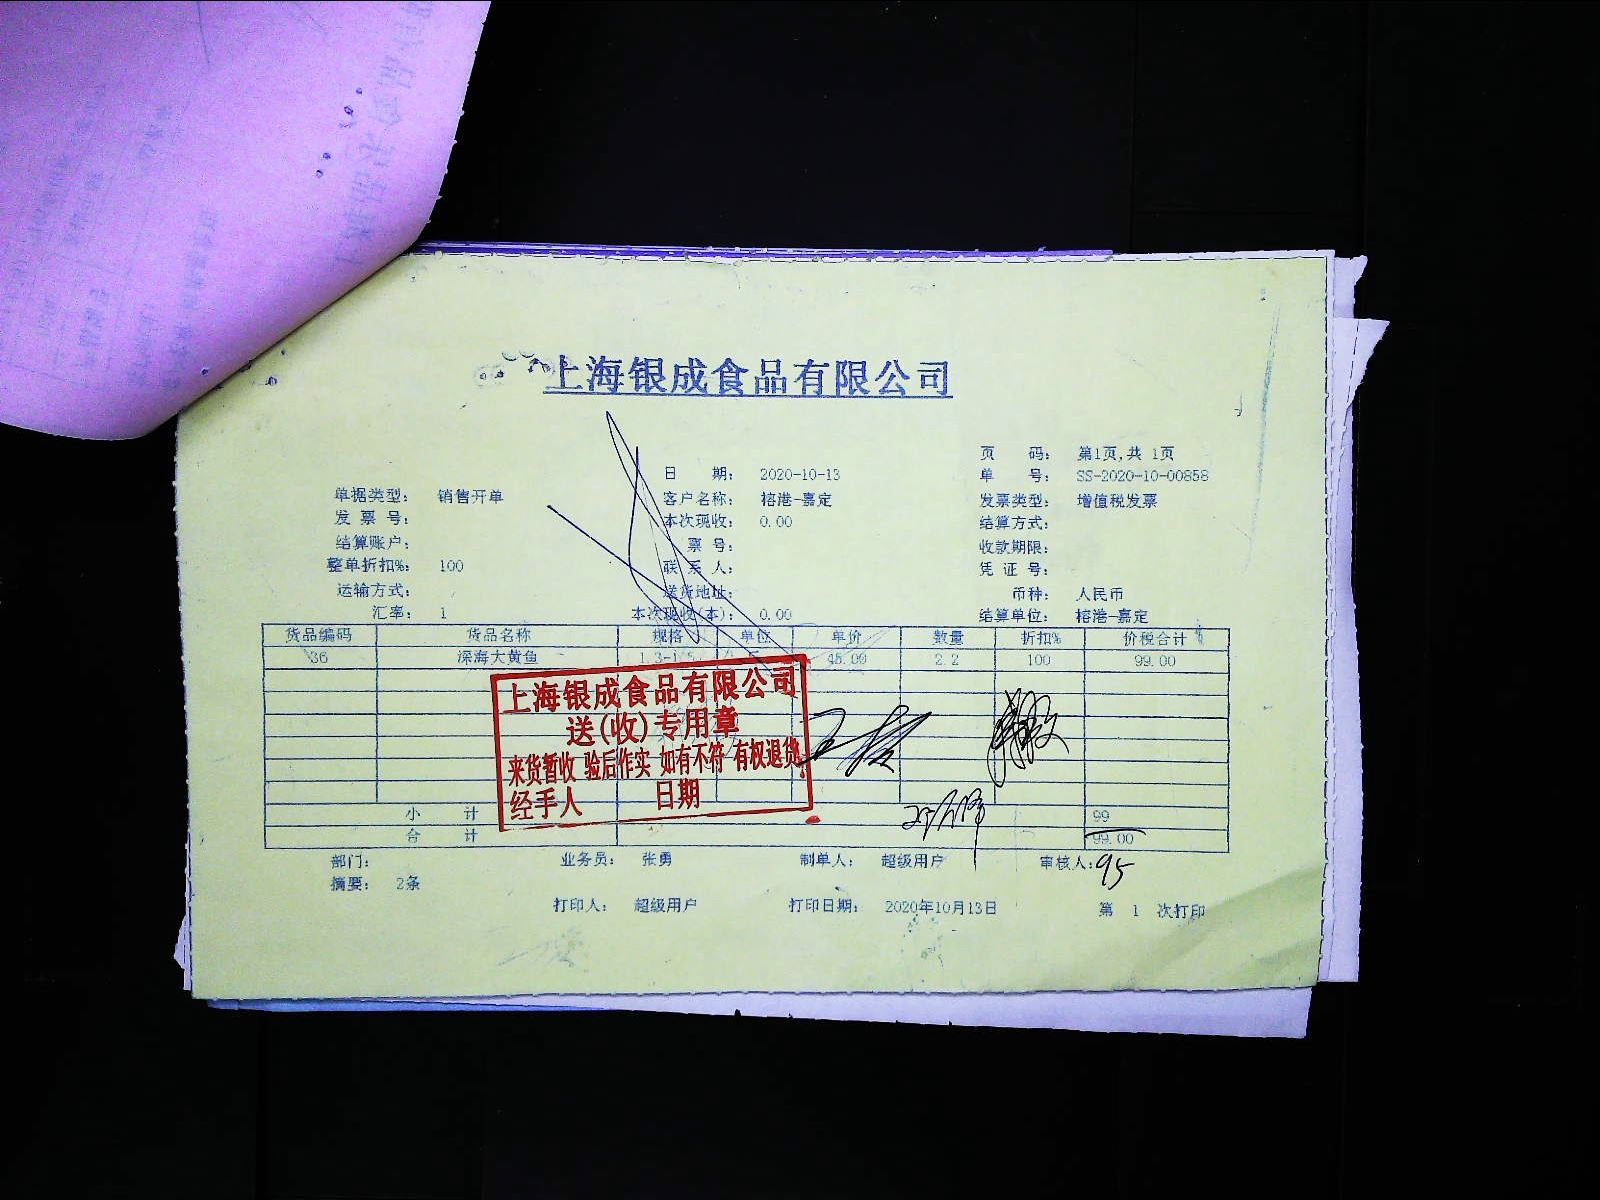 上海银成食品有限公司
页 码: 第1页,共 1页
日 期: 2020-10-13 单 号: SS-2020-10-00858
单据类型: 销售开单 客户名称: 榕港-嘉定 发票类型: 增值税发票
发 票 号: 本次现收: 0.00 结算方式:
结算账户: 票 号: 收款期限:
整单折扣%: 100 联 系 人: 凭 证 号:
运输方式: 送货地址: 币种: 人民币
汇率: 1 本次现收(本): 0.00 结算单位: 榕港-嘉定
货品编码 货品名称 规格 单位 单价 数量 折扣% 价税合计
36 深海大黄鱼 45.00 2.2 100 99.00
上海银成食品有限公司
送(收)专用章
来货暂收 验后作实 如有不符 有权退货
经手人 日期
小 计 99
合 计 99.00
部门: 业务员: 张勇 制单人: 超级用户 审核人: 95
摘要: 2条
打印人: 超级用户 打印日期: 2020年10月13日 第 1 次打印